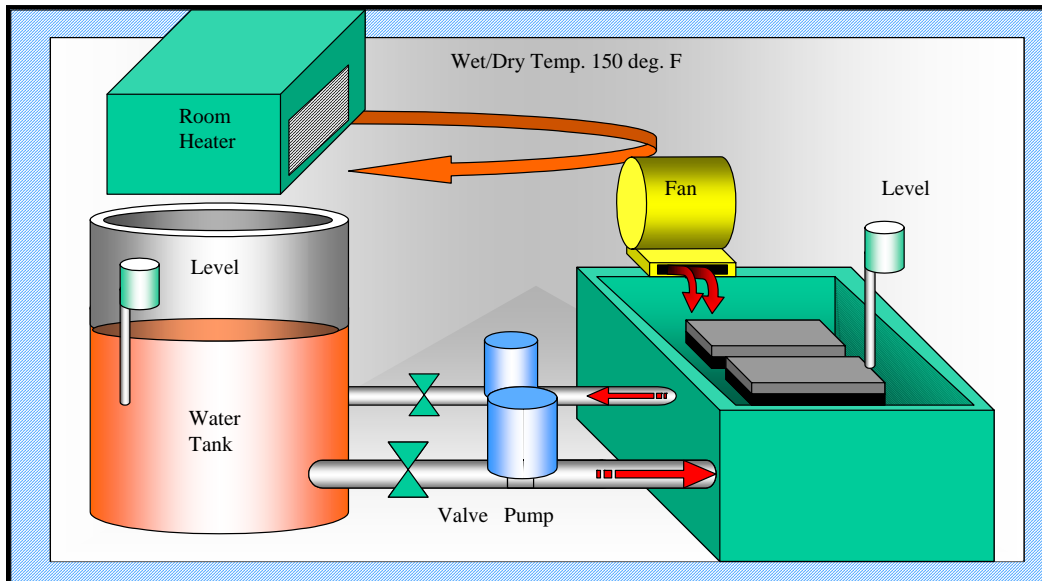 Wet/Dry Temp. 150 deg. F
Room
Heater
Fan
Level
Level
Water
Tank
Valve Pump